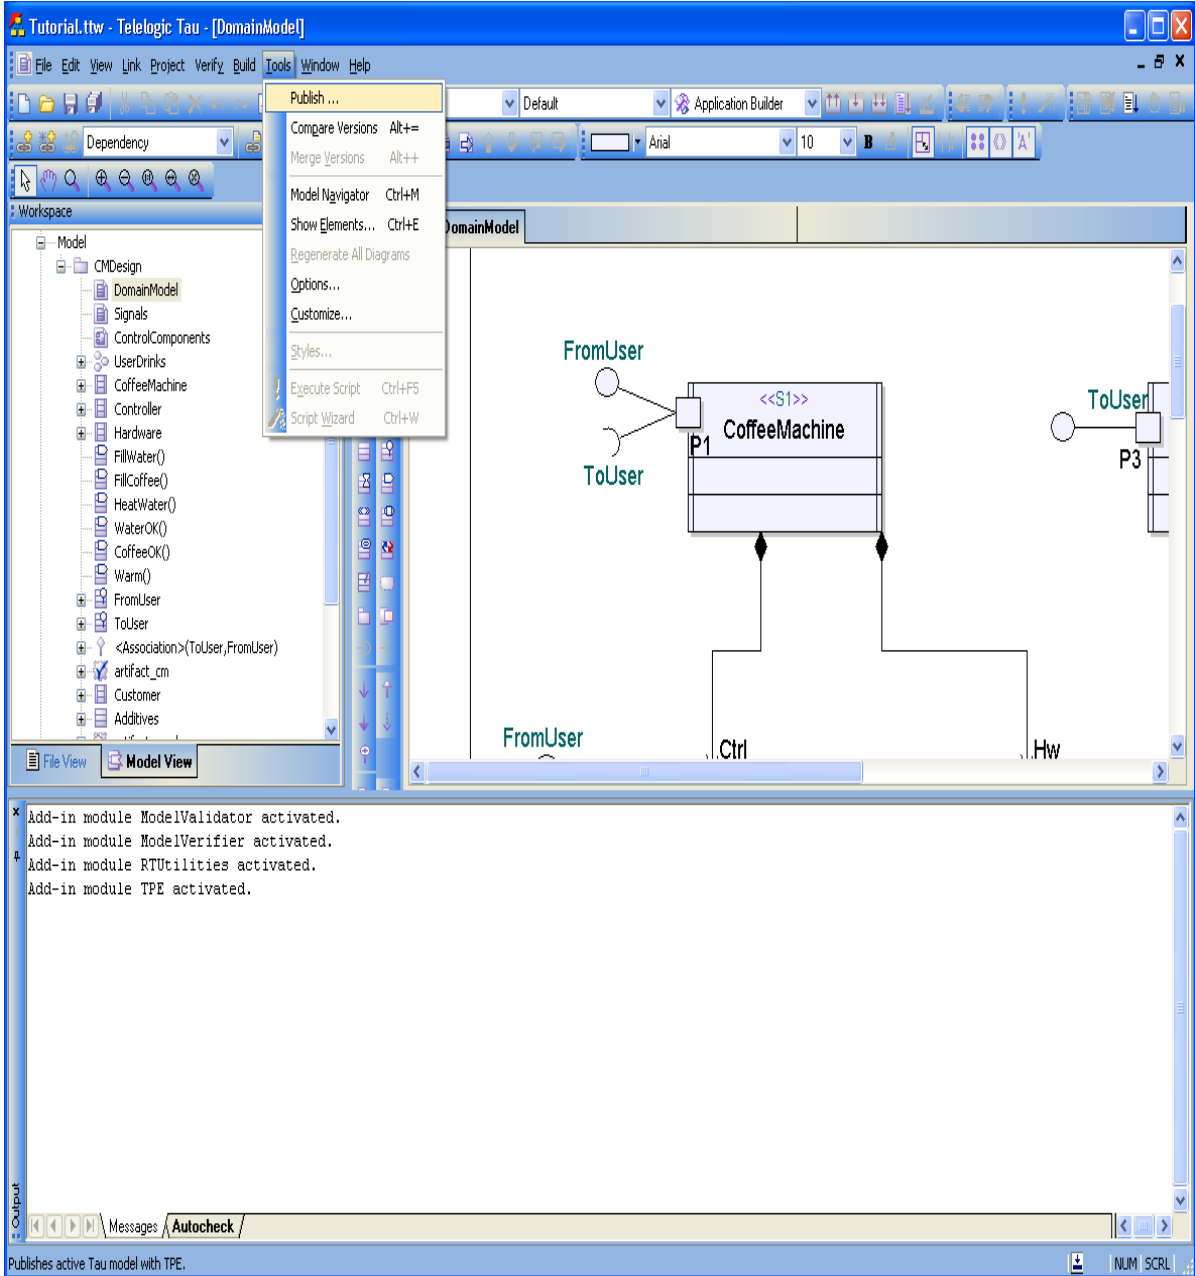 Tutorial.ttw - Telelogic Tau - [DomainModel]
File Edit View Link Project Verify Build Tools Window Help
Default
Application Builder
Dependency
Arial
10
B
Publish ...
Compare Versions Alt+=
Merge Versions Alt++
Model Navigator Ctrl+M
Show Elements... Ctrl+E
Regenerate All Diagrams
Options...
Customize...
Styles...
Execute Script Ctrl+F5
Script Wizard Ctrl+W
Workspace
Model
CMDesign
DomainModel
Signals
ControlComponents
UserDrinks
CoffeeMachine
Controller
Hardware
FillWater()
FillCoffee()
HeatWater()
WaterOK()
CoffeeOK()
Warm()
FromUser
ToUser
<Association>(ToUser,FromUser)
artifact_cm
Customer
Additives
File View Model View
DomainModel
FromUser
ToUser
P1
<<S1>>
CoffeeMachine
ToUser
P3
FromUser
Ctrl
Hw
Add-in module ModelValidator activated.
Add-in module ModelVerifier activated.
Add-in module RTUtilities activated.
Add-in module TPE activated.
Output
Messages Autocheck
Publishes active Tau model with TPE.
NUM SCRL